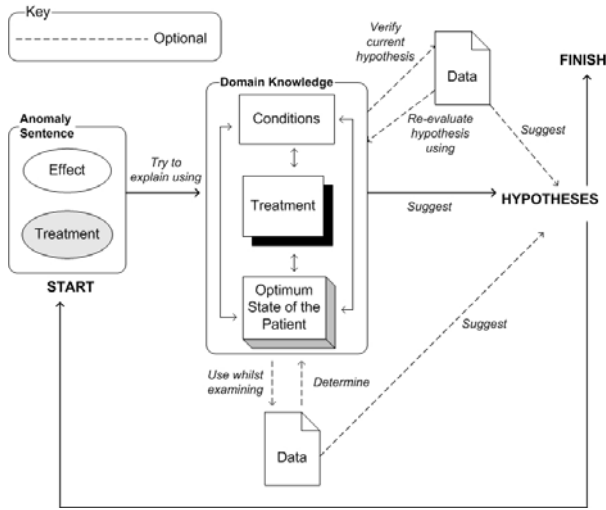 Key
Optional
Verify
current
hypothesis
Data
FINISH
Domain Knowledge
Conditions
Re-evaluate
hypothesis
using
Suggest
Anomaly
Sentence
Effect
Treatment
START
Try to
explain using
Treatment
Suggest
HYPOTHESES
Optimum
State of the
Patient
Suggest
Use whilst
examining
Determine
Data